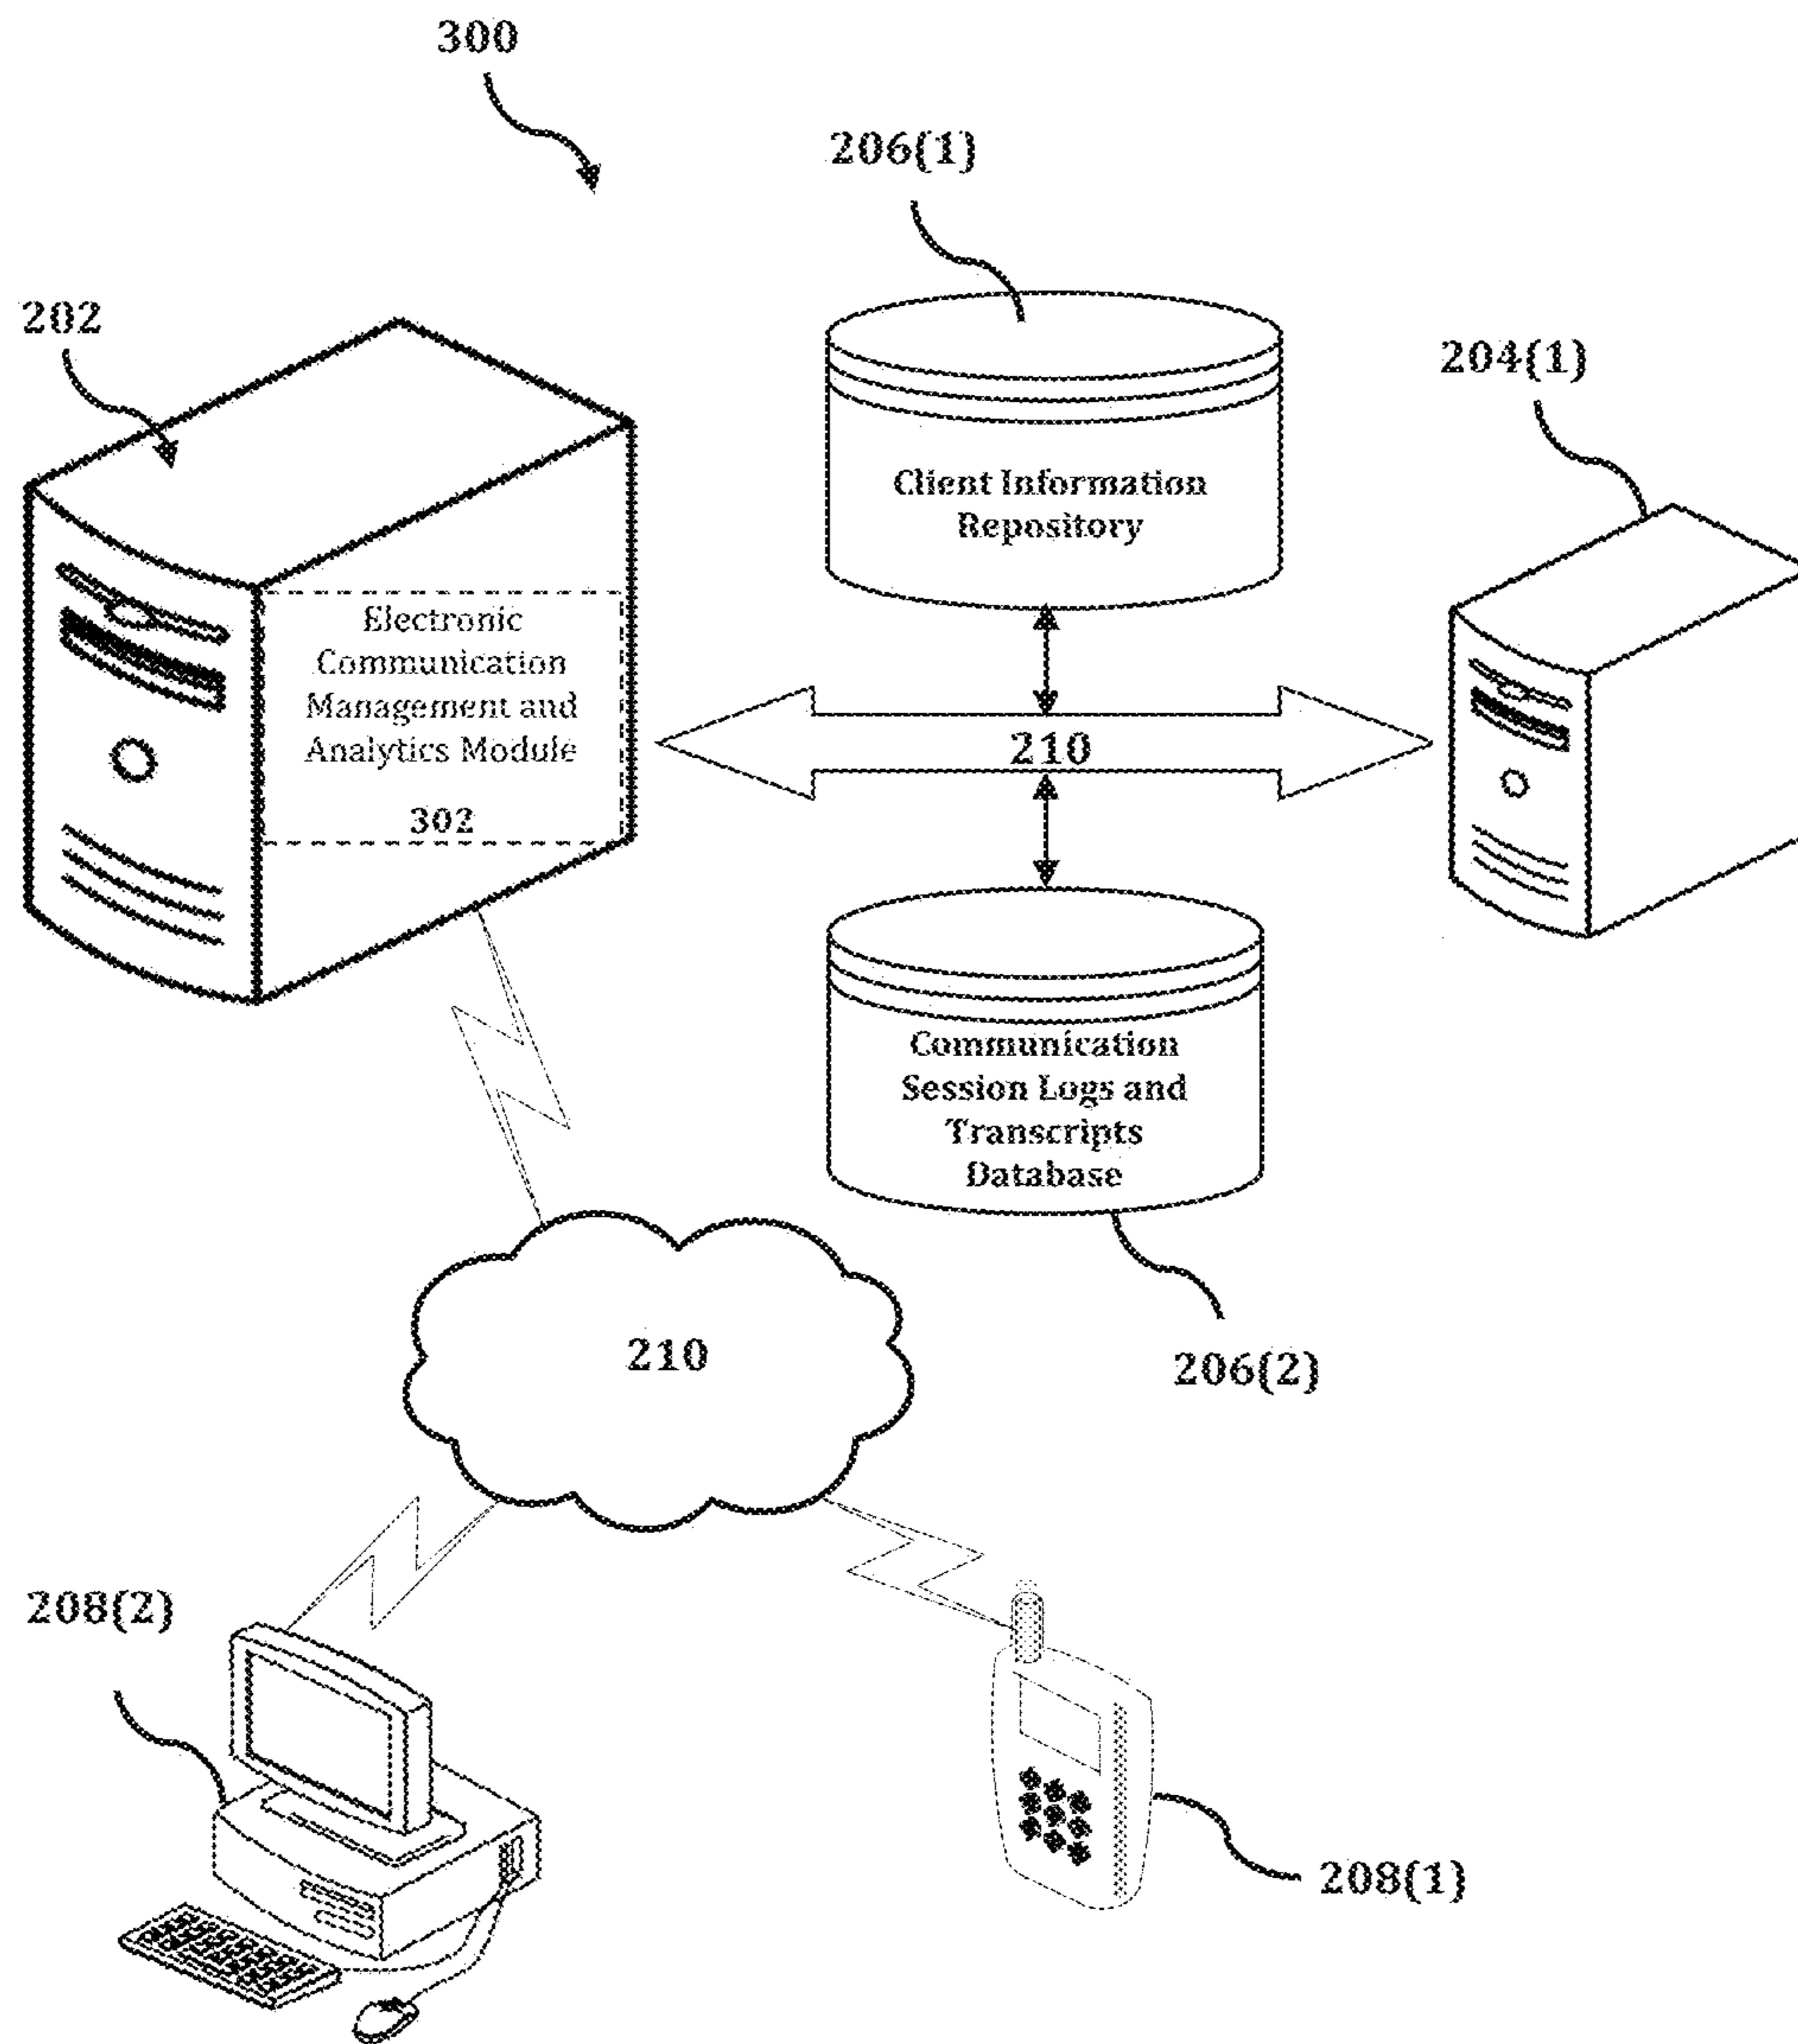 300
206(1)
202
204(1)
Client Information
Repository
Electronic
Communication
Management and
Analytics Module
302
210
Communication
Session Logs and
Transcripts
Database
210
206(2)
208(2)
208(1)